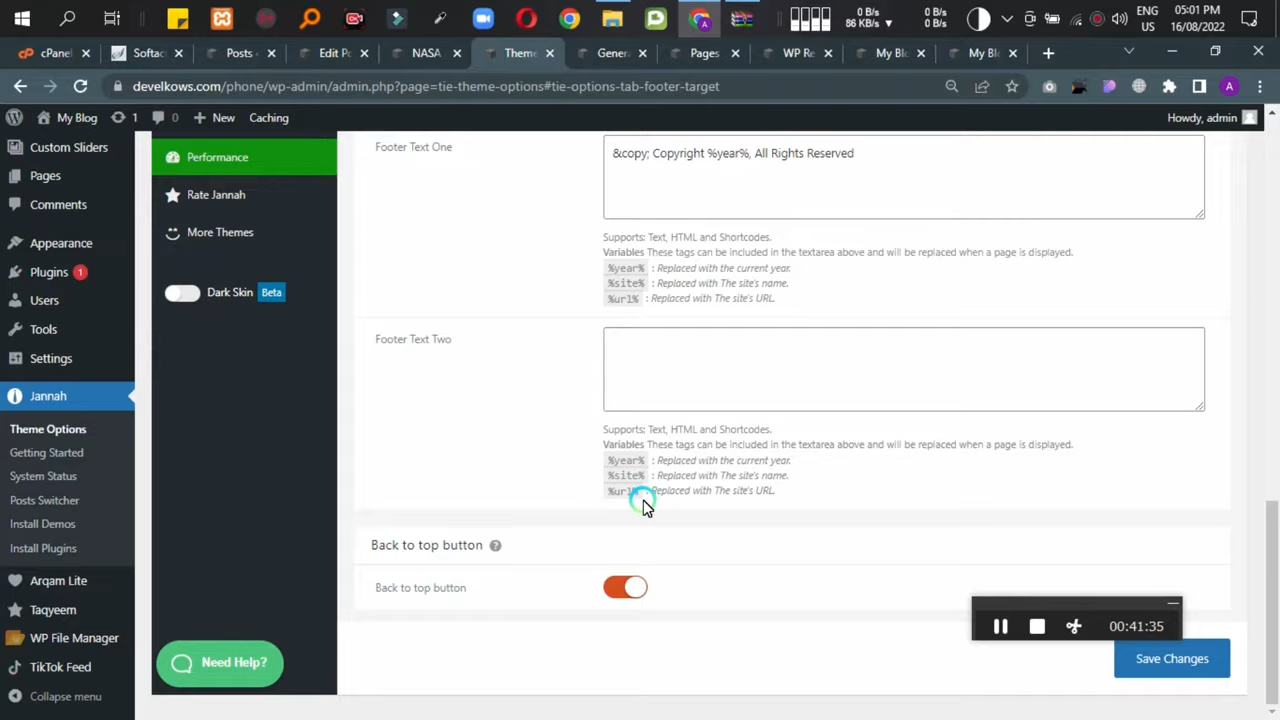 0 B/s
86 KB/s
0 B/s
0 B/s
ENG
US
6:38:01 PM
16/08/2022
cPanel
Softac
Posts
Edit P
NASA
Theme
Genera
Pages
WP Re
My Blo
My Bl
develkows.com/phone/wp-admin/admin.php?page=tie-theme-options#tie-options-tab-footer-target
A
My Blog
1
0
New
Caching
Howdy, admin
Custom Sliders
Pages
Comments
Appearance
Plugins 1
Users
Tools
Settings
Jannah
Theme Options
Getting Started
System Status
Posts Switcher
Install Demos
Install Plugins
Arqam Lite
Taqyeem
WP File Manager
TikTok Feed
Collapse menu
Performance
Rate Jannah
More Themes
Dark Skin Beta
Need Help?
Footer Text One
&copy; Copyright %year%, All Rights Reserved
Supports: Text, HTML and Shortcodes.
Variables These tags can be included in the textarea above and will be replaced when a page is displayed.
%year% : Replaced with the current year.
%site% : Replaced with The site's name.
%url% : Replaced with The site's URL.
Footer Text Two
Supports: Text, HTML and Shortcodes.
Variables These tags can be included in the textarea above and will be replaced when a page is displayed.
%year% : Replaced with the current year.
%site% : Replaced with The site's name.
Replaced with The site's URL.
Back to top button
Back to top button
00:41:35
Save Changes